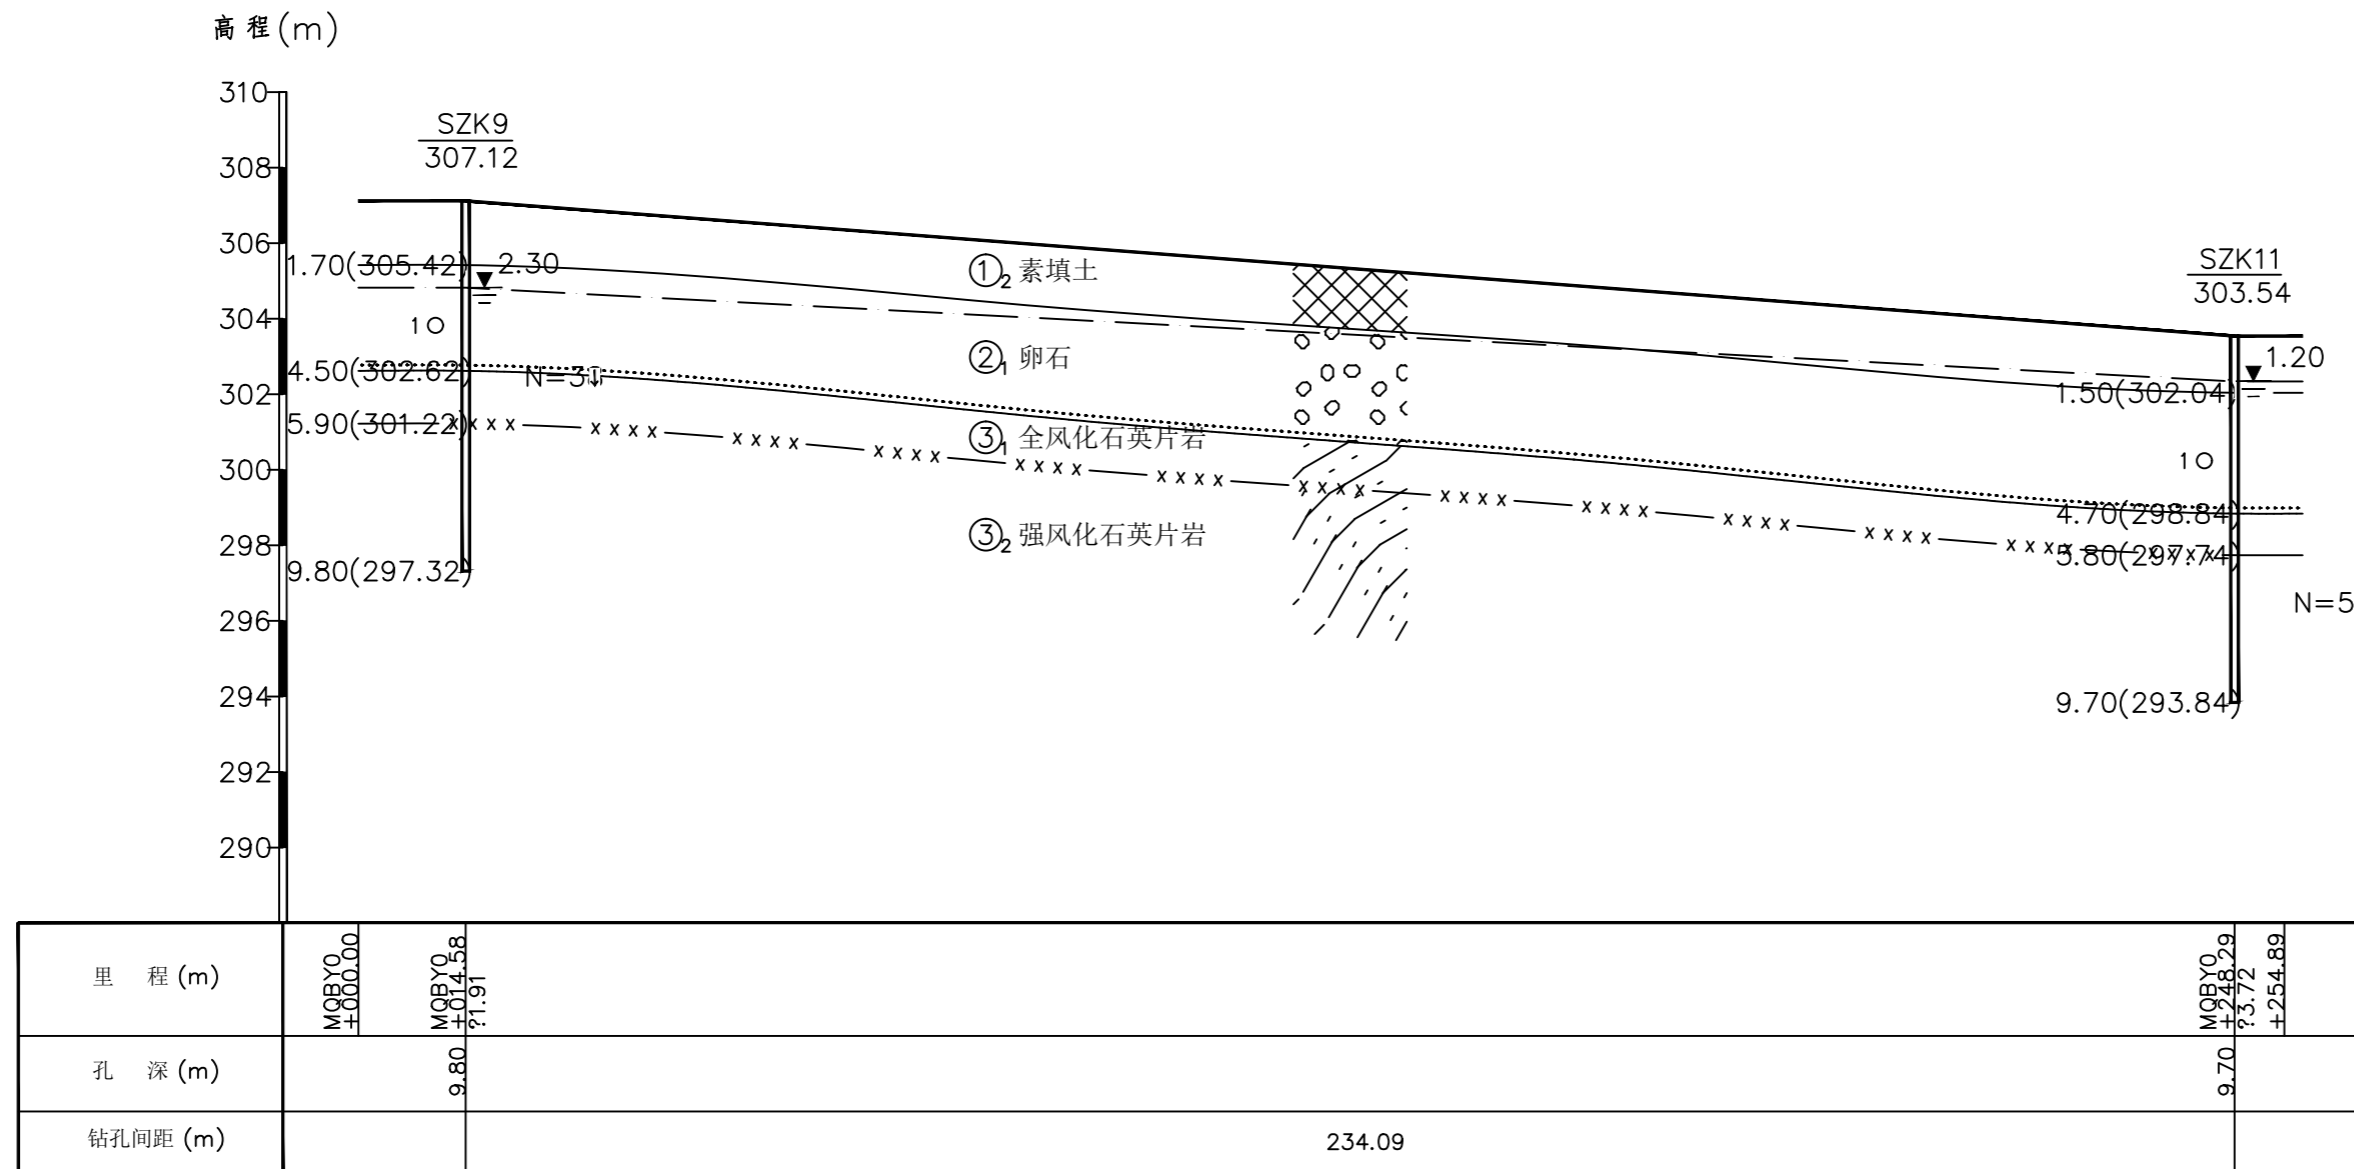 高程(m)
310
SZK9
307.12
308
306
1.70(305.42)
2.30
①₂ 素填土
SZK11
303.54
304
1○
②₁ 卵石
1.20
4.50(302.62)
302
1.50(302.04)
5.90(301.22)
③₁ 全风化石英片岩
300
1○
4.70(298.84)
③₂ 强风化石英片岩
298
5.80(297.74)
9.80(297.32)
N=5
296
294
9.70(293.84)
292
290
里 程 (m)
MQBY0
+000.00
MQBY0
+014.58
?1.91
MQBY0
+248.29
?3.72
+254.89
孔 深 (m)
9.80
9.70
钻孔间距 (m)
234.09